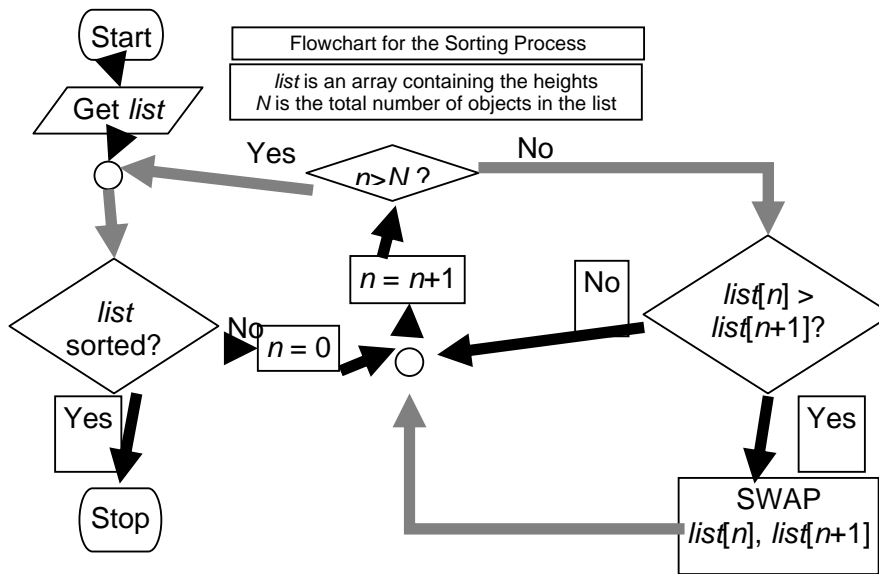 Start
Flowchart for the Sorting Process
list is an array containing the heights
N is the total number of objects in the list
Get list
Yes
n>N ?
No
n = n+1
No
list[n] >
list[n+1]?
list
sorted?
No
n = 0
Yes
Yes
Stop
SWAP
list[n], list[n+1]